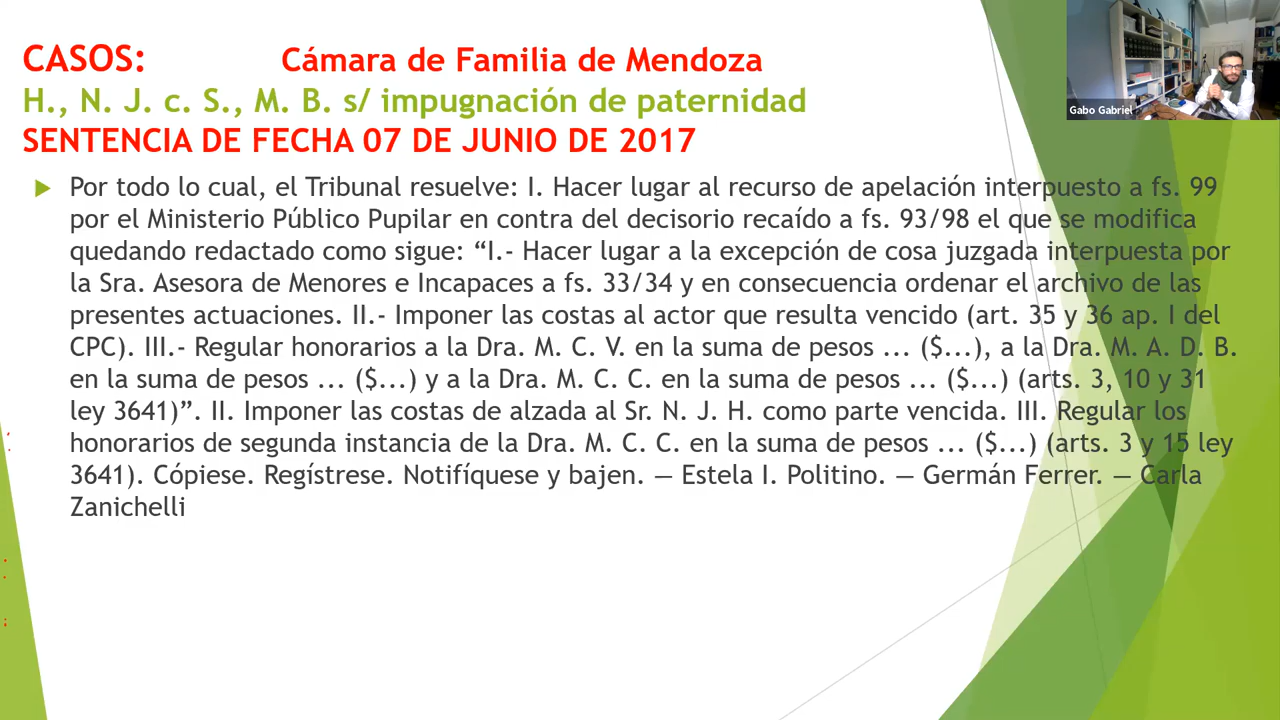 CASOS: Cámara de Familia de Mendoza
H., N. J. c. S., M. B. s/ impugnación de paternidad
SENTENCIA DE FECHA 07 DE JUNIO DE 2017
Por todo lo cual, el Tribunal resuelve: I. Hacer lugar al recurso de apelación interpuesto a fs. 99
por el Ministerio Público Pupilar en contra del decisorio recaído a fs. 93/98 el que se modifica
quedando redactado como sigue: “I.- Hacer lugar a la excepción de cosa juzgada interpuesta por
la Sra. Asesora de Menores e Incapaces a fs. 33/34 y en consecuencia ordenar el archivo de las
presentes actuaciones. II.- Imponer las costas al actor que resulta vencido (art. 35 y 36 ap. I del
CPC). III.- Regular honorarios a la Dra. M. C. V. en la suma de pesos ... ($...), a la Dra. M. A. D. B.
en la suma de pesos ... ($...) y a la Dra. M. C. C. en la suma de pesos ... ($...) (arts. 3, 10 y 31
ley 3641)”. II. Imponer las costas de alzada al Sr. N. J. H. como parte vencida. III. Regular los
honorarios de segunda instancia de la Dra. M. C. C. en la suma de pesos ... ($...) (arts. 3 y 15 ley
3641). Cópiese. Regístrese. Notifíquese y bajen. — Estela I. Politino. — Germán Ferrer. — Carla
Zanichelli
Gabo Gabriel